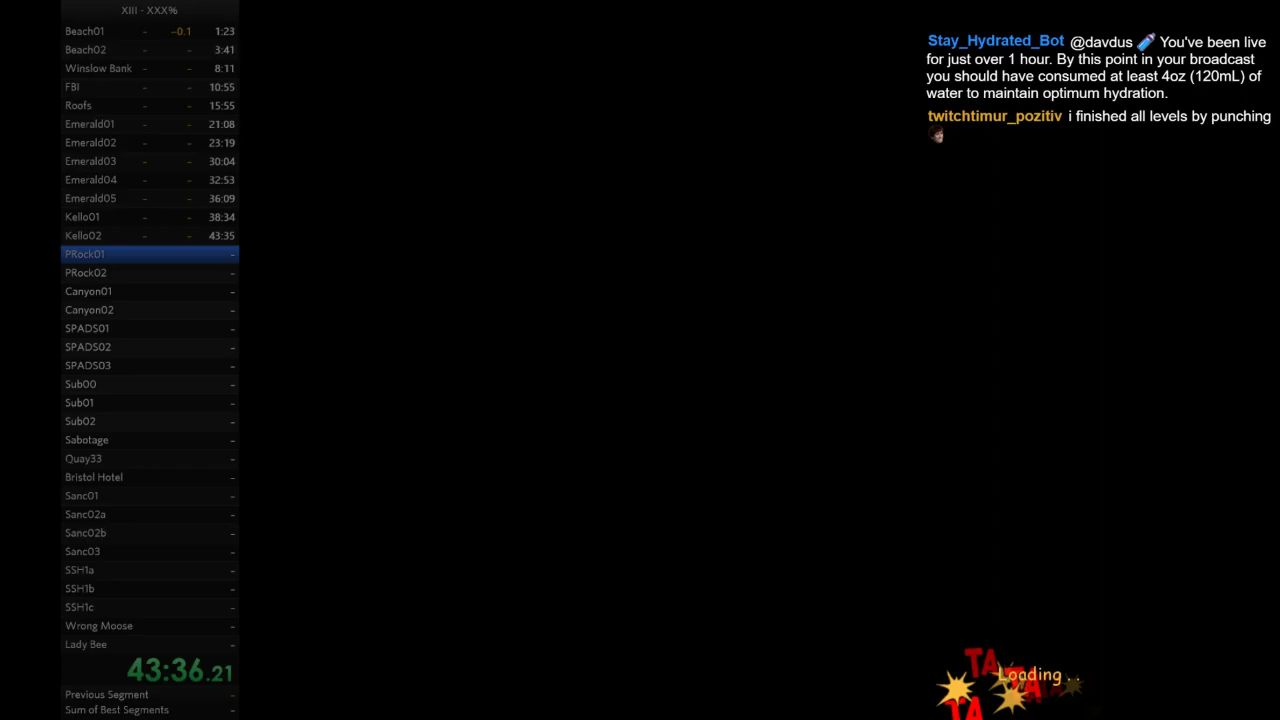 XIII - XXX%
Beach01 - −0.1 1:23
Beach02 - - 3:41
Winslow Bank - - 8:11
FBI - - 10:55
Roofs - - 15:55
Emerald01 - - 21:08
Emerald02 - - 23:19
Emerald03 - - 30:04
Emerald04 - - 32:53
Emerald05 - - 36:09
Kello01 - - 38:34
Kello02 - - 43:35
PRock01 -
PRock02 -
Canyon01 -
Canyon02 -
SPADS01 -
SPADS02 -
SPADS03 -
Sub00 -
Sub01 -
Sub02 -
Sabotage -
Quay33 -
Bristol Hotel -
Sanc01 -
Sanc02a -
Sanc02b -
Sanc03 -
SSH1a -
SSH1b -
SSH1c -
Wrong Moose -
Lady Bee -
43:36.21
Previous Segment -
Sum of Best Segments -
Stay_Hydrated_Bot @davdus You've been live
for just over 1 hour. By this point in your broadcast
you should have consumed at least 4oz (120mL) of
water to maintain optimum hydration.
twitchtimur_pozitiv i finished all levels by punching
TA
Loading . .
TA
TA